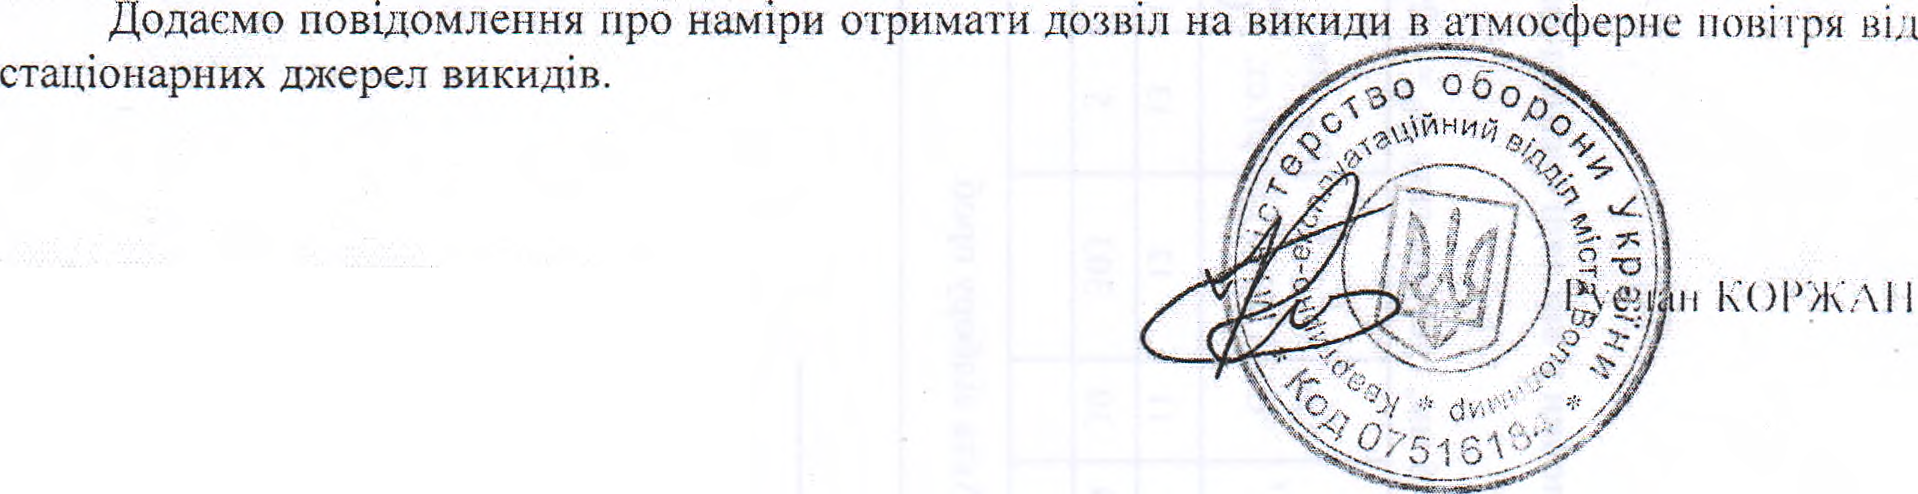 Додаємо повідомлення про наміри отримати дозвіл на викиди в атмосферне повітря від
стаціонарних джерел викидів.
Міністерство оборони України
Квартирно-експлуатаційний відділ міста Володимир *
* Код 07516184 *
Руслан КОРЖАН